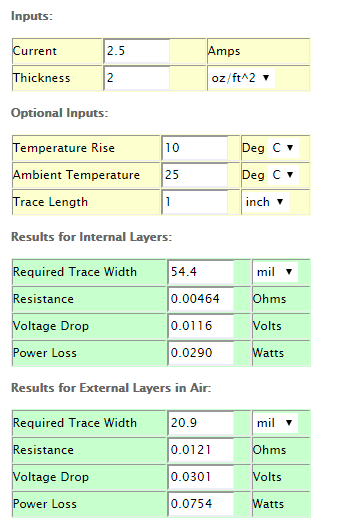 Inputs:
Current 2.5 Amps
Thickness 2 oz/ft^2
Optional Inputs:
Temperature Rise 10 Deg C
Ambient Temperature 25 Deg C
Trace Length 1 inch
Results for Internal Layers:
Required Trace Width 54.4 mil
Resistance 0.00464 Ohms
Voltage Drop 0.0116 Volts
Power Loss 0.0290 Watts
Results for External Layers in Air:
Required Trace Width 20.9 mil
Resistance 0.0121 Ohms
Voltage Drop 0.0301 Volts
Power Loss 0.0754 Watts